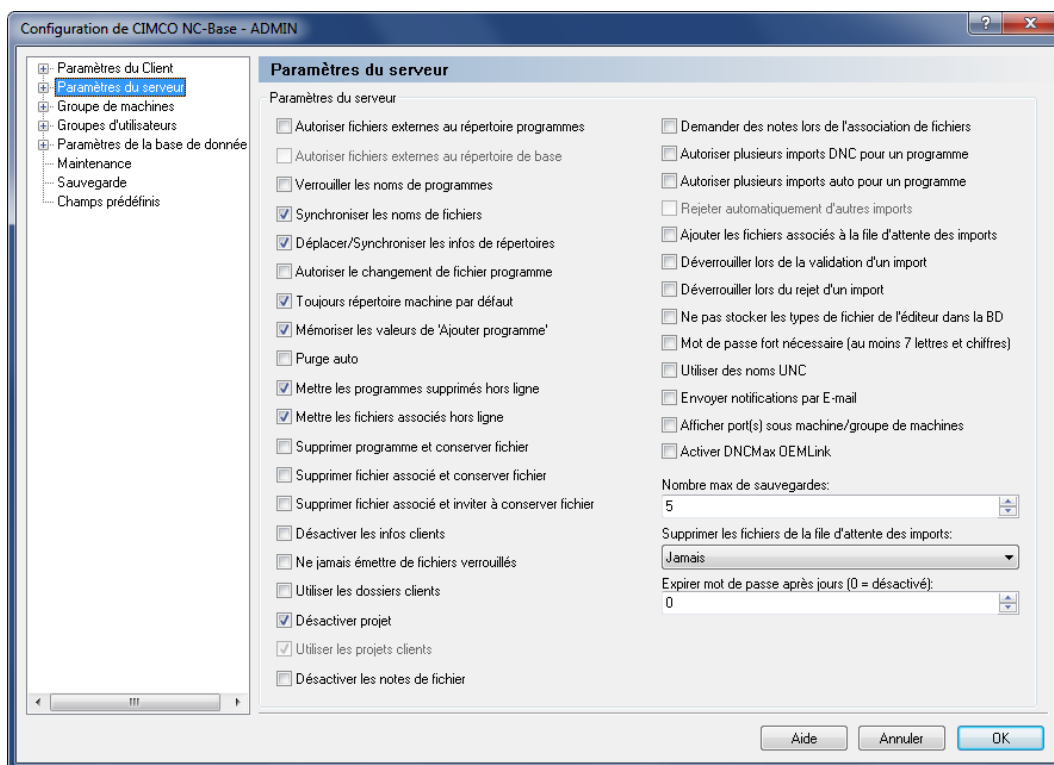 Configuration de CIMCO NC-Base - ADMIN
Paramètres du Client
Paramètres du serveur
Groupe de machines
Groupes d'utilisateurs
Paramètres de la base de donnée
Maintenance
Sauvegarde
Champs prédéfinis
Paramètres du serveur
Paramètres du serveur
Autoriser fichiers externes au répertoire programmes
Autoriser fichiers externes au répertoire de base
Verrouiller les noms de programmes
Synchroniser les noms de fichiers
Déplacer/Synchroniser les infos de répertoires
Autoriser le changement de fichier programme
Toujours répertoire machine par défaut
Mémoriser les valeurs de 'Ajouter programme'
Purge auto
Mettre les programmes supprimés hors ligne
Mettre les fichiers associés hors ligne
Supprimer programme et conserver fichier
Supprimer fichier associé et conserver fichier
Supprimer fichier associé et inviter à conserver fichier
Désactiver les infos clients
Ne jamais émettre de fichiers verrouillés
Utiliser les dossiers clients
Désactiver projet
Utiliser les projets clients
Désactiver les notes de fichier
Demander des notes lors de l'association de fichiers
Autoriser plusieurs imports DNC pour un programme
Autoriser plusieurs imports auto pour un programme
Rejeter automatiquement d'autres imports
Ajouter les fichiers associés à la file d'attente des imports
Déverrouiller lors de la validation d'un import
Déverrouiller lors du rejet d'un import
Ne pas stocker les types de fichier de l'éditeur dans la BD
Mot de passe fort nécessaire (au moins 7 lettres et chiffres)
Utiliser des noms UNC
Envoyer notifications par E-mail
Afficher port(s) sous machine/groupe de machines
Activer DNCMax OEMLink
Nombre max de sauvegardes:
5
Supprimer les fichiers de la file d'attente des imports:
Jamais
Expirer mot de passe après jours (0 = désactivé):
0
Aide
Annuler
OK